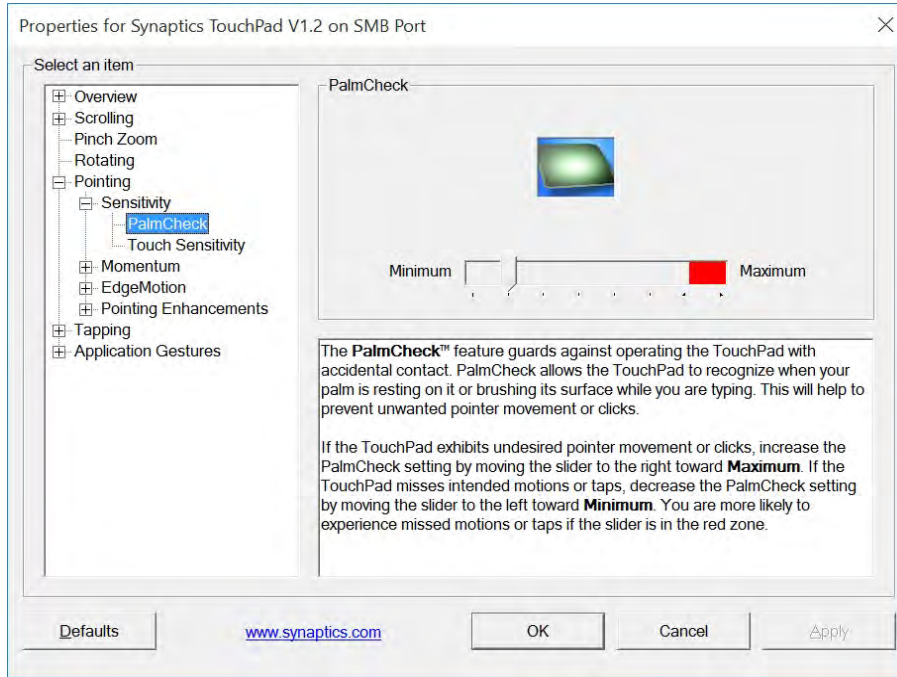 Properties for Synaptics TouchPad V1.2 on SMB Port
Select an item
Overview
Scrolling
Pinch Zoom
Rotating
Pointing
Sensitivity
PalmCheck
Touch Sensitivity
Momentum
EdgeMotion
Pointing Enhancements
Tapping
Application Gestures
PalmCheck
Minimum
Maximum
The PalmCheck™ feature guards against operating the TouchPad with
accidental contact. PalmCheck allows the TouchPad to recognize when your
palm is resting on it or brushing its surface while you are typing. This will help to
prevent unwanted pointer movement or clicks.
If the TouchPad exhibits undesired pointer movement or clicks, increase the
PalmCheck setting by moving the slider to the right toward Maximum. If the
TouchPad misses intended motions or taps, decrease the PalmCheck setting
by moving the slider to the left toward Minimum. You are more likely to
experience missed motions or taps if the slider is in the red zone.
Defaults
www.synaptics.com
OK
Cancel
Apply